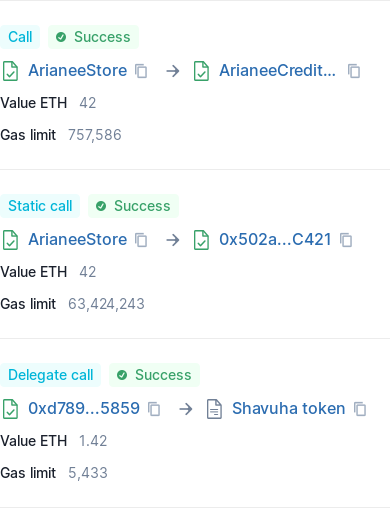 Call Success
ArianeeStore → ArianeeCredit...
Value ETH 42
Gas limit 757,586
Static call Success
ArianeeStore → 0x502a...C421
Value ETH 42
Gas limit 63,424,243
Delegate call Success
0xd789...5859 → Shavuha token
Value ETH 1.42
Gas limit 5,433